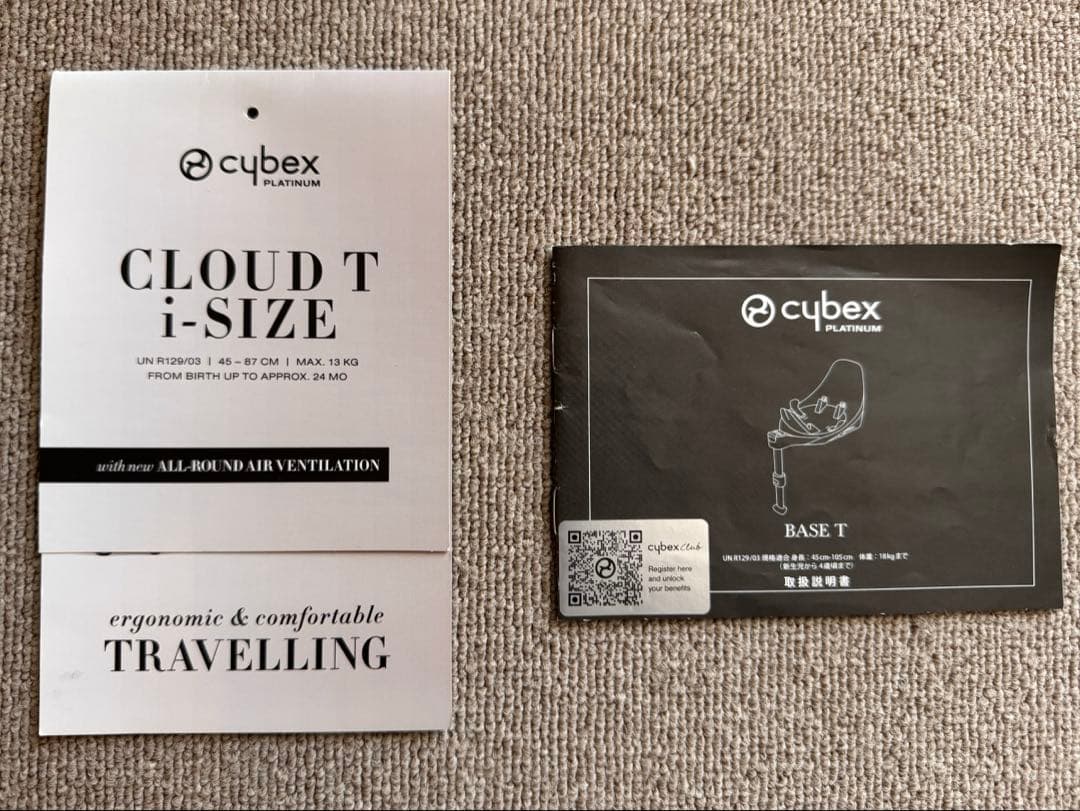 cybex
PLATINUM
CLOUD T
i-SIZE
UN R129/03 | 45 – 87 CM | MAX. 13 KG
FROM BIRTH UP TO APPROX. 24 MO
with new ALL-ROUND AIR VENTILATION
ergonomic & comfortable
TRAVELLING
cybex
PLATINUM
BASE T
UN R129/03 規格適合 身長：45cm-105cm 体重：18kgまで
（新生児から4歳頃まで）
取扱説明書
cybex club
Register here
and unlock
your benefits